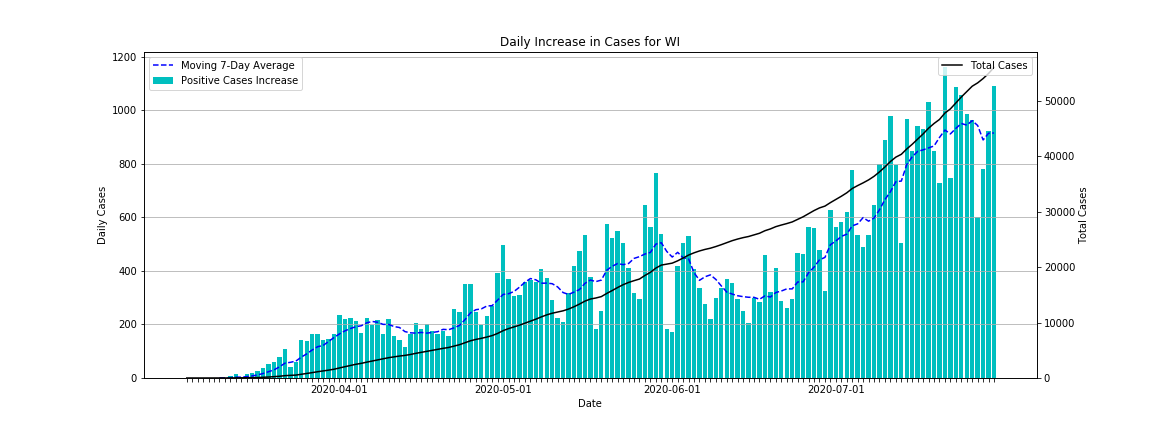 Daily Increase in Cases for WI
Moving 7-Day Average
Positive Cases Increase
Total Cases
1200
1000
800
600
400
200
0
Daily Cases
50000
40000
30000
20000
10000
0
Total Cases
2020-04-01 2020-05-01 2020-06-01 2020-07-01
Date